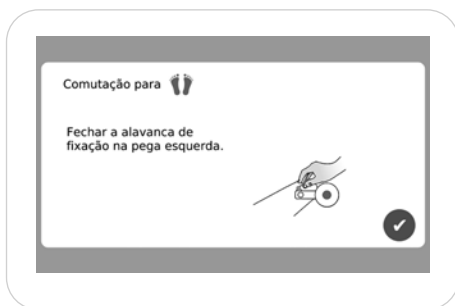 Comutação para
Fechar a alavanca de
fixação na pega esquerda.